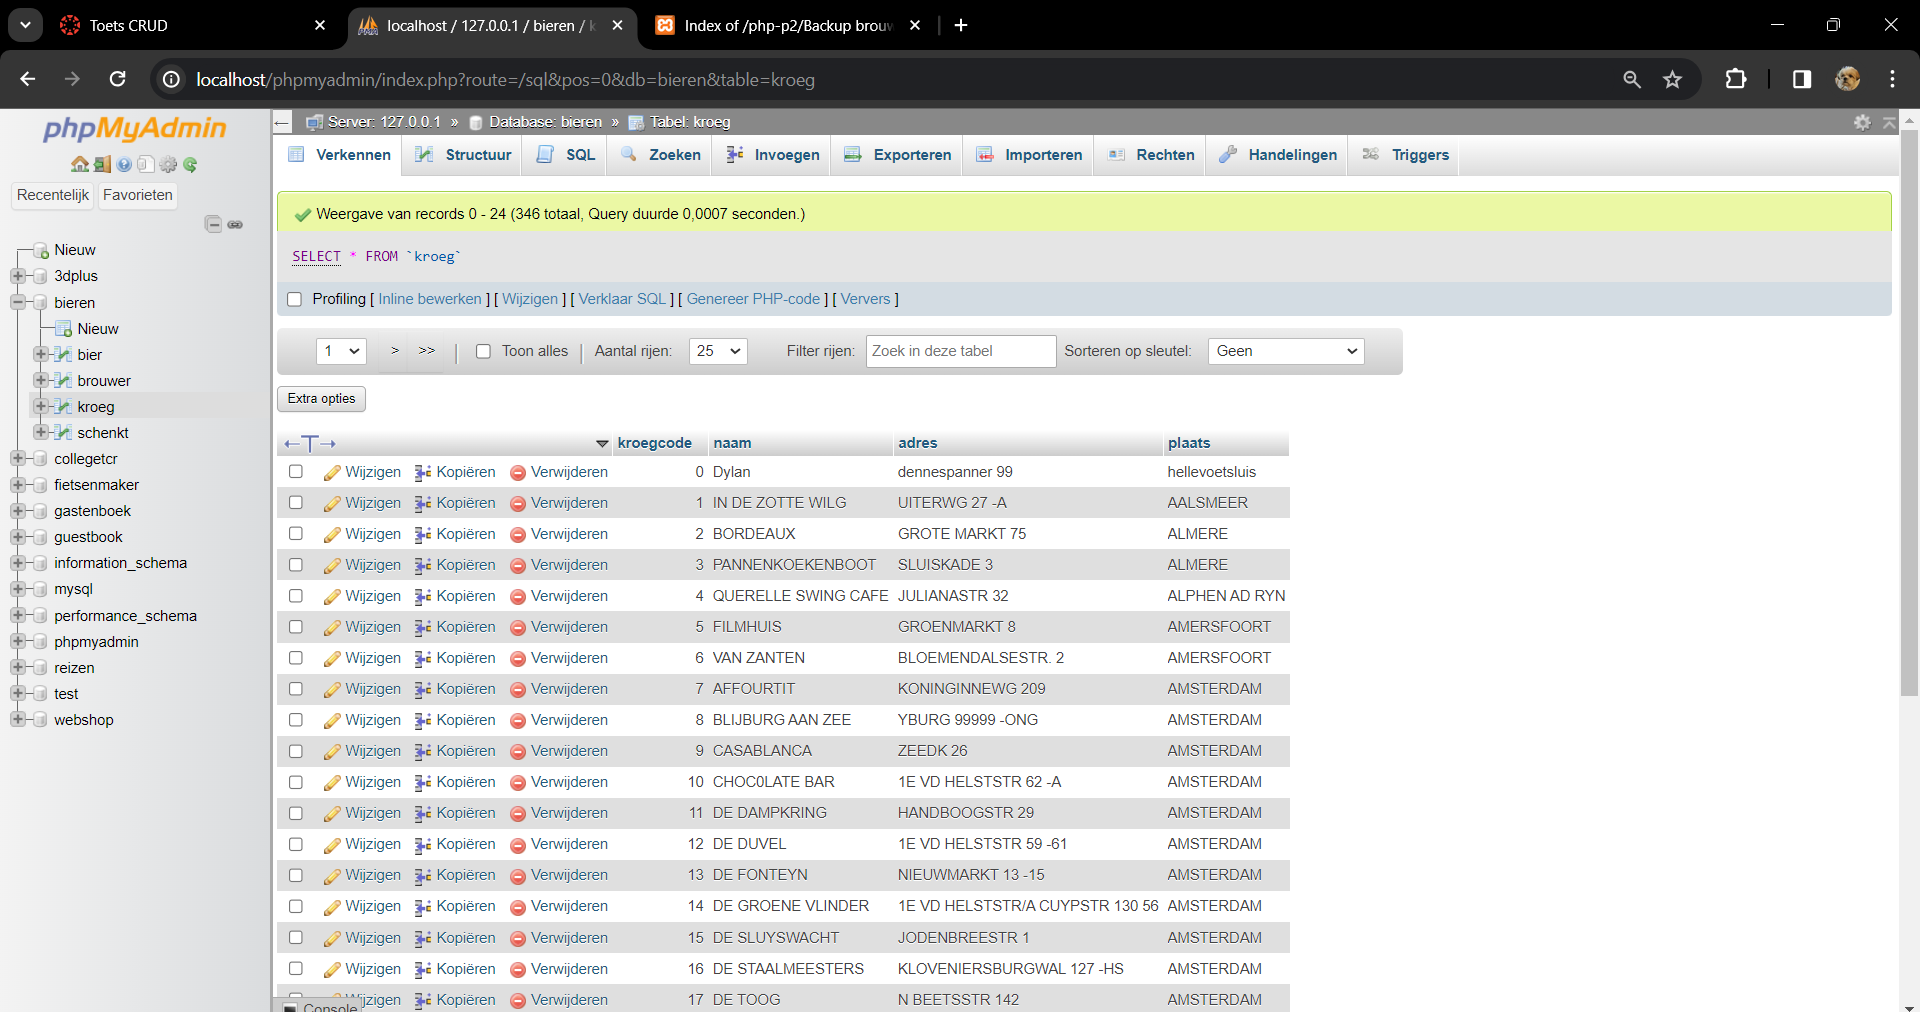 Toets CRUD
localhost / 127.0.0.1 / bieren / k
Index of /php-p2/Backup brouw
localhost/phpmyadmin/index.php?route=/sql&pos=0&db=bieren&table=kroeg
phpMyAdmin
Recentelijk Favorieten
Nieuw
3dplus
bieren
Nieuw
bier
brouwer
kroeg
schenkt
collegetcr
fietsenmaker
gastenboek
guestbook
information_schema
mysql
performance_schema
phpmyadmin
reizen
test
webshop
Server: 127.0.0.1 » Database: bieren » Tabel: kroeg
Verkennen Structuur SQL Zoeken Invoegen Exporteren Importeren Rechten Handelingen Triggers
Weergave van records 0 - 24 (346 totaal, Query duurde 0,0007 seconden.)
SELECT * FROM `kroeg`
Profiling [ Inline bewerken ] [ Wijzigen ] [ Verklaar SQL ] [ Genereer PHP-code ] [ Ververs ]
1 > >> | Toon alles | Aantal rijen: 25 Filter rijen: Zoek in deze tabel Sorteren op sleutel: Geen
Extra opties
←T→ kroegcode naam adres plaats
Wijzigen Kopiëren Verwijderen 0 Dylan dennespanner 99 hellevoetsluis
Wijzigen Kopiëren Verwijderen 1 IN DE ZOTTE WILG UITERWG 27 -A AALSMEER
Wijzigen Kopiëren Verwijderen 2 BORDEAUX GROTE MARKT 75 ALMERE
Wijzigen Kopiëren Verwijderen 3 PANNENKOEKENBOOT SLUISKADE 3 ALMERE
Wijzigen Kopiëren Verwijderen 4 QUERELLE SWING CAFE JULIANASTR 32 ALPHEN AD RYN
Wijzigen Kopiëren Verwijderen 5 FILMHUIS GROENMARKT 8 AMERSFOORT
Wijzigen Kopiëren Verwijderen 6 VAN ZANTEN BLOEMENDALSESTR. 2 AMERSFOORT
Wijzigen Kopiëren Verwijderen 7 AFFOURTIT KONINGINNEWG 209 AMSTERDAM
Wijzigen Kopiëren Verwijderen 8 BLIJBURG AAN ZEE YBURG 99999 -ONG AMSTERDAM
Wijzigen Kopiëren Verwijderen 9 CASABLANCA ZEEDK 26 AMSTERDAM
Wijzigen Kopiëren Verwijderen 10 CHOC0LATE BAR 1E VD HELSTSTR 62 -A AMSTERDAM
Wijzigen Kopiëren Verwijderen 11 DE DAMPKRING HANDBOOGSTR 29 AMSTERDAM
Wijzigen Kopiëren Verwijderen 12 DE DUVEL 1E VD HELSTSTR 59 -61 AMSTERDAM
Wijzigen Kopiëren Verwijderen 13 DE FONTEYN NIEUWMARKT 13 -15 AMSTERDAM
Wijzigen Kopiëren Verwijderen 14 DE GROENE VLINDER 1E VD HELSTSTR/A CUYPSTR 130 56 AMSTERDAM
Wijzigen Kopiëren Verwijderen 15 DE SLUYSWACHT JODENBREESTR 1 AMSTERDAM
Wijzigen Kopiëren Verwijderen 16 DE STAALMEESTERS KLOVENIERSBURGWAL 127 -HS AMSTERDAM
Wijzigen Kopiëren Verwijderen 17 DE TOOG N BEETSSTR 142 AMSTERDAM
Console